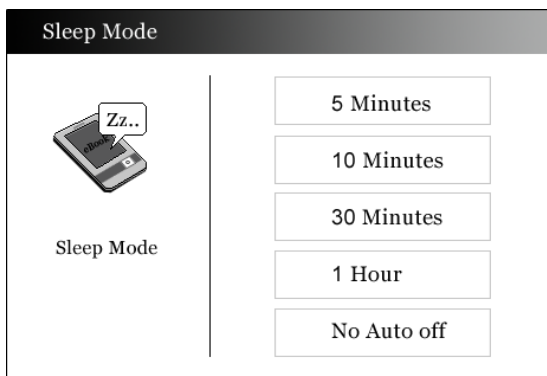 Sleep Mode
Zz..
eBook
Sleep Mode
5 Minutes
10 Minutes
30 Minutes
1 Hour
No Auto off